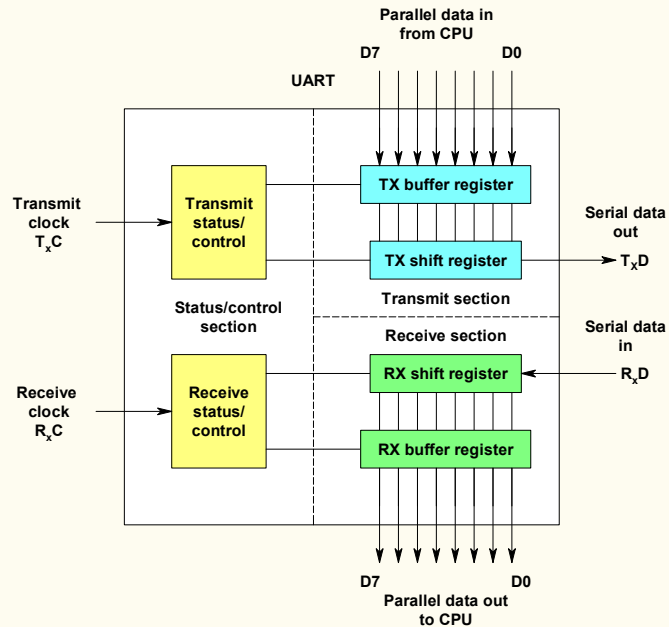 Parallel data in
from CPU
D7
D0
UART
TX buffer register
Transmit
status/
control
Transmit
clock
TxC
Serial data
out
TxD
TX shift register
Transmit section
Status/control
section
Receive section
Serial data
in
RxD
RX shift register
Receive
status/
control
Receive
clock
RxC
RX buffer register
D7
D0
Parallel data out
to CPU